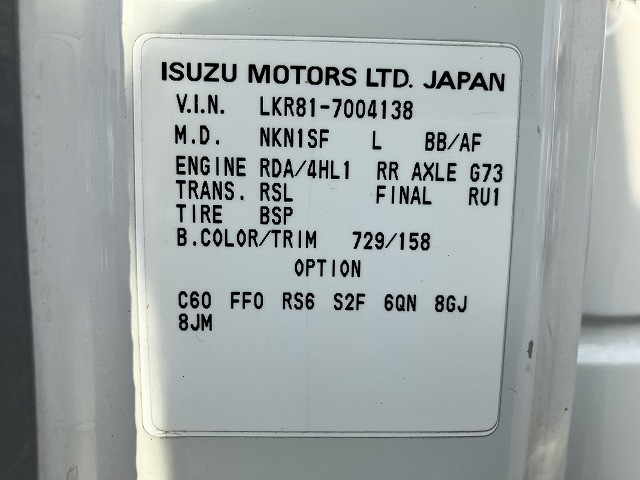 ISUZU MOTORS LTD. JAPAN
V.I.N. LKR81-7004138
M.D. NKN1SF L BB/AF
ENGINE RDA/4HL1 RR AXLE G73
TRANS. RSL FINAL RU1
TIRE BSP
B.COLOR/TRIM 729/158
OPTION
C60 FF0 RS6 S2F 6QN 8GJ
8JM